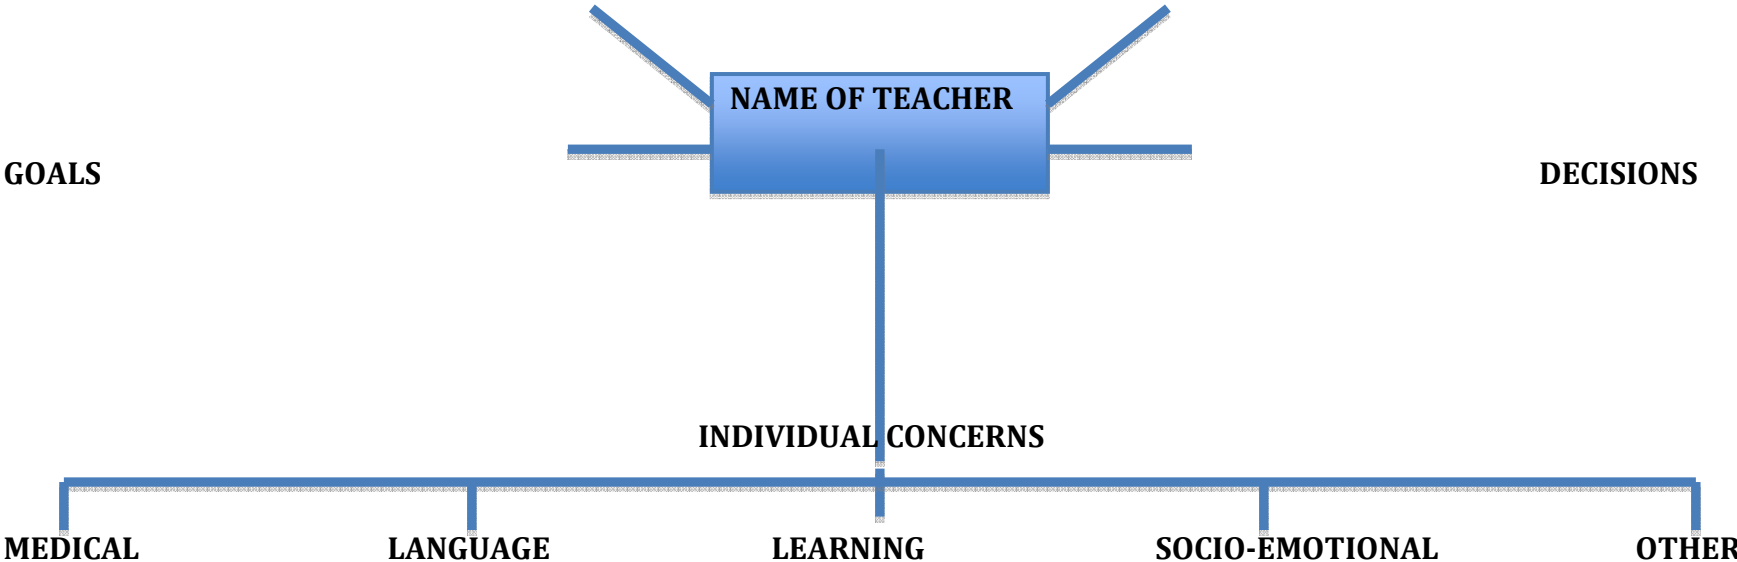 NAME OF TEACHER
GOALS
DECISIONS
INDIVIDUAL CONCERNS
MEDICAL
LANGUAGE
LEARNING
SOCIO-EMOTIONAL
OTHER